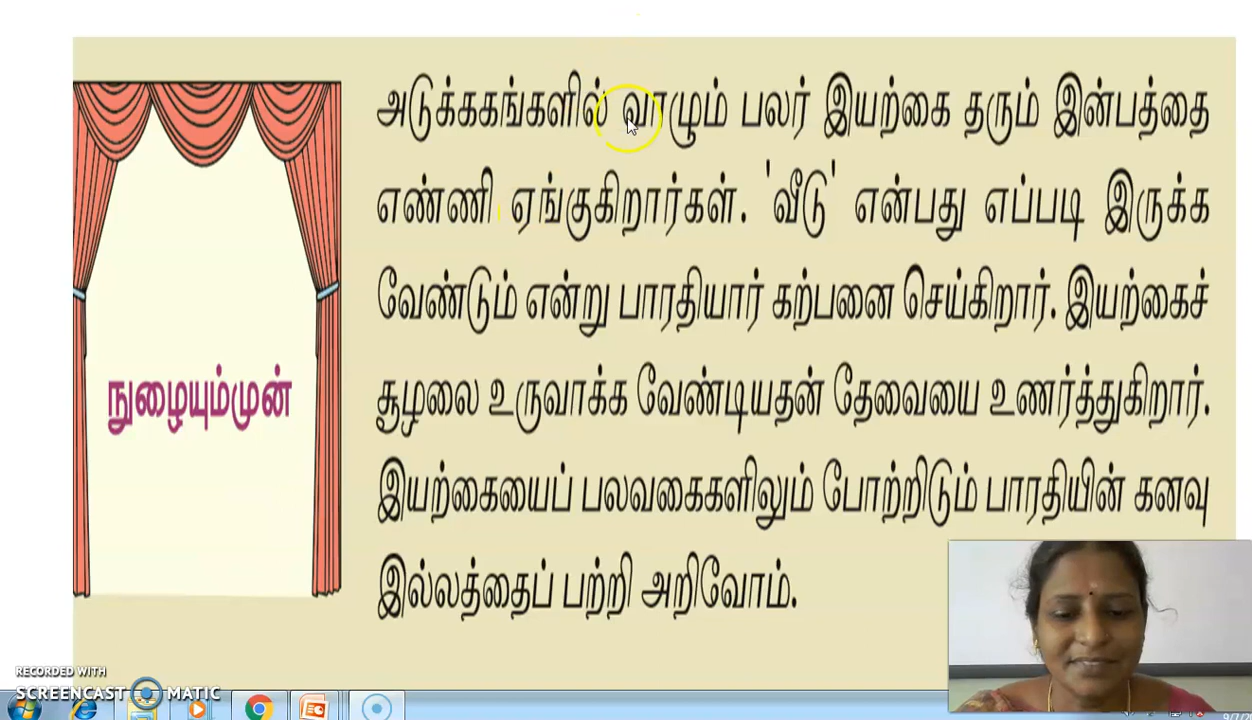 அடுக்ககங்களில் வாழும் பலர் இயற்கை தரும் இன்பத்தை
எண்ணி ஏங்குகிறார்கள். 'வீடு' என்பது எப்படி இருக்க
வேண்டும் என்று பாரதியார் கற்பனை செய்கிறார். இயற்கைச்
சூழலை உருவாக்க வேண்டியதன் தேவையை உணர்த்துகிறார்.
நுழையும்முன்
இயற்கையைப் பலவகைகளிலும் போற்றிடும் பாரதியின் கனவு
இல்லத்தைப் பற்றி அறிவோம்.
RECORDED WITH
SCREENCAST MATIC